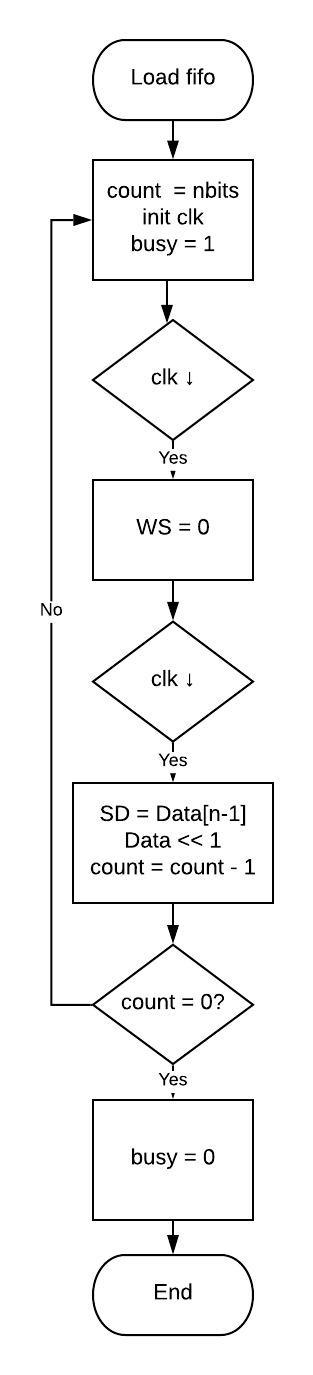 Load fifo
count  = nbits
init clk
busy = 1
clk ↓
Yes
WS = 0
No
clk ↓
Yes
SD = Data[n-1]
Data << 1
count = count - 1
count = 0?
Yes
busy = 0
End